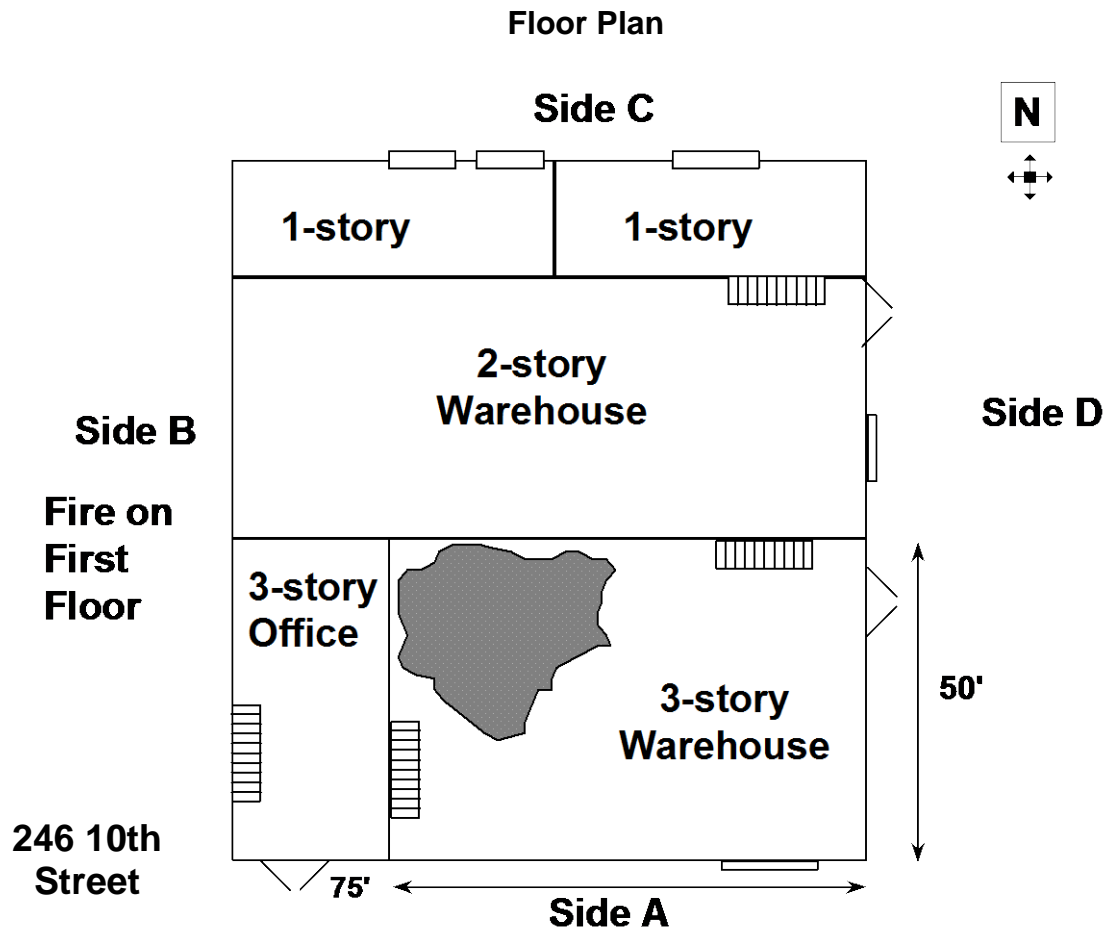 Floor Plan
Side C
N
1-story
1-story
2-story
Warehouse
Side B
Side D
Fire on
First
Floor
3-story
Office
3-story
Warehouse
50'
246 10th
Street
75'
Side A